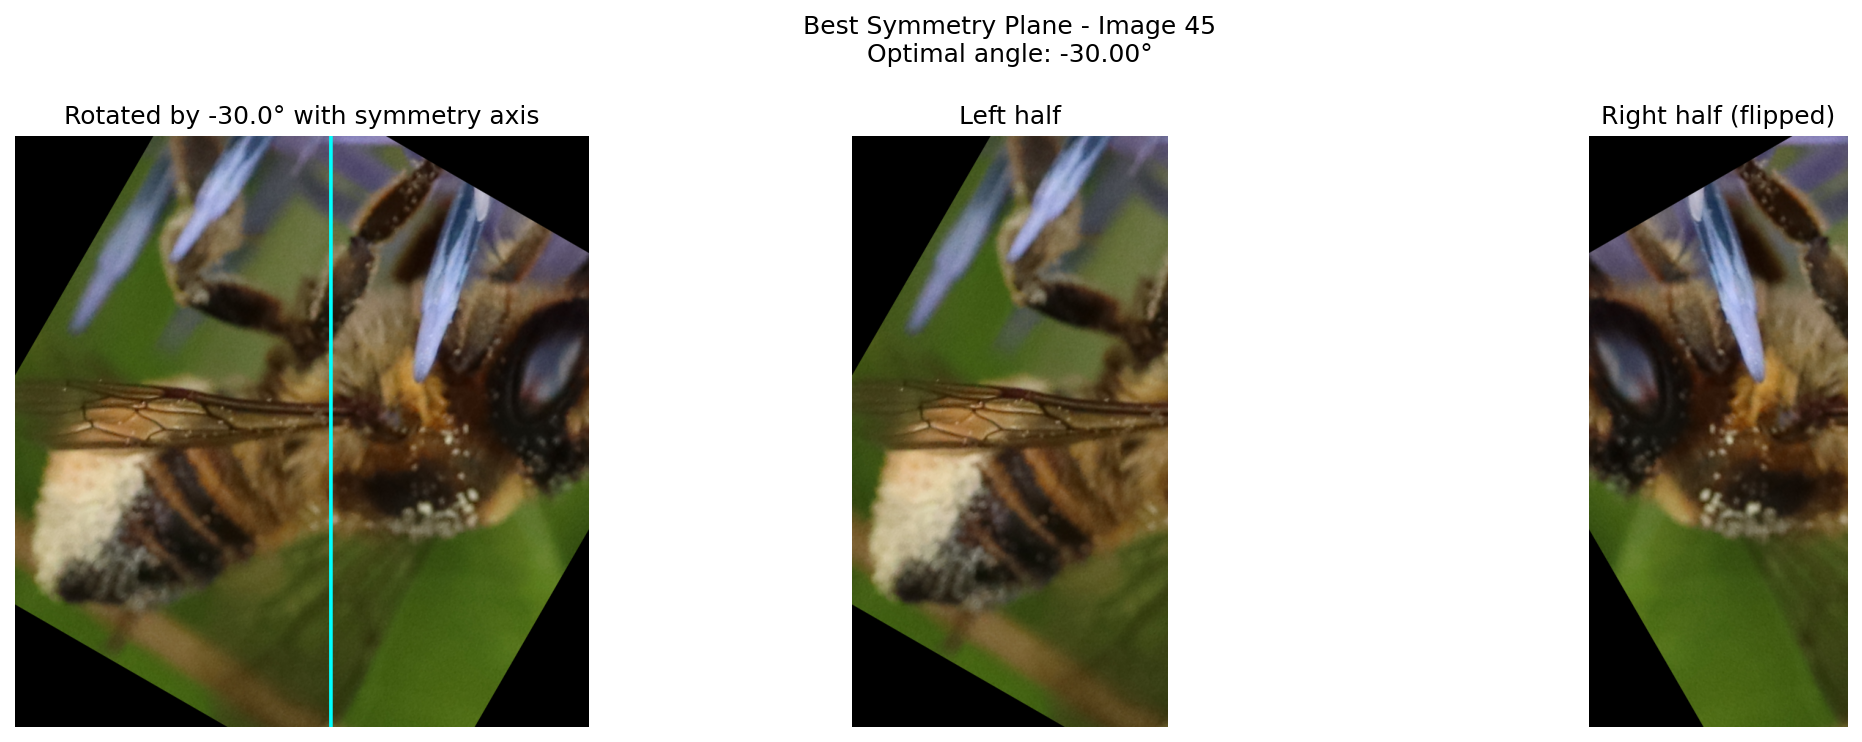 Best Symmetry Plane - Image 45
Optimal angle: -30.00°
Rotated by -30.0° with symmetry axis
Left half
Right half (flipped)